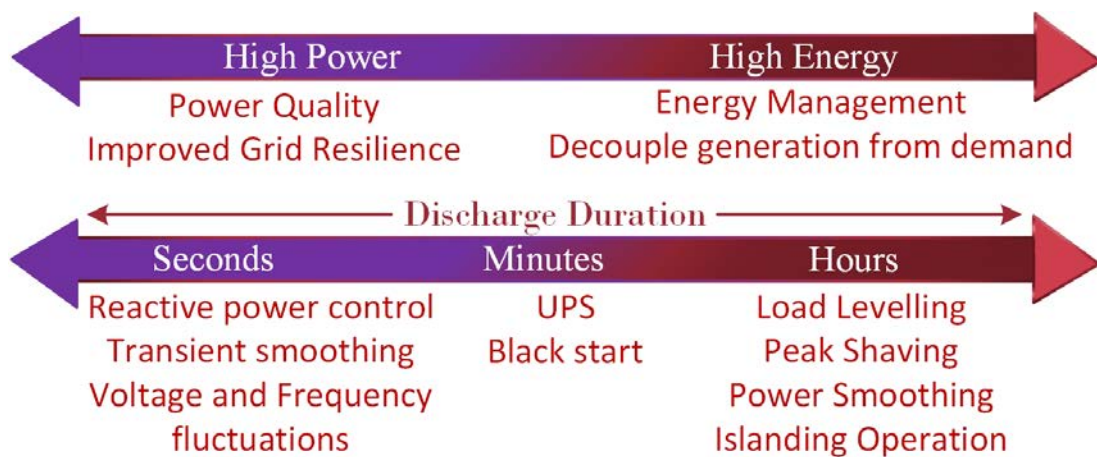 High Power
High Energy
Power Quality
Improved Grid Resilience
Energy Management
Decouple generation from demand
Discharge Duration
Seconds
Minutes
Hours
Reactive power control
Transient smoothing
Voltage and Frequency
fluctuations
UPS
Black start
Load Levelling
Peak Shaving
Power Smoothing
Islanding Operation